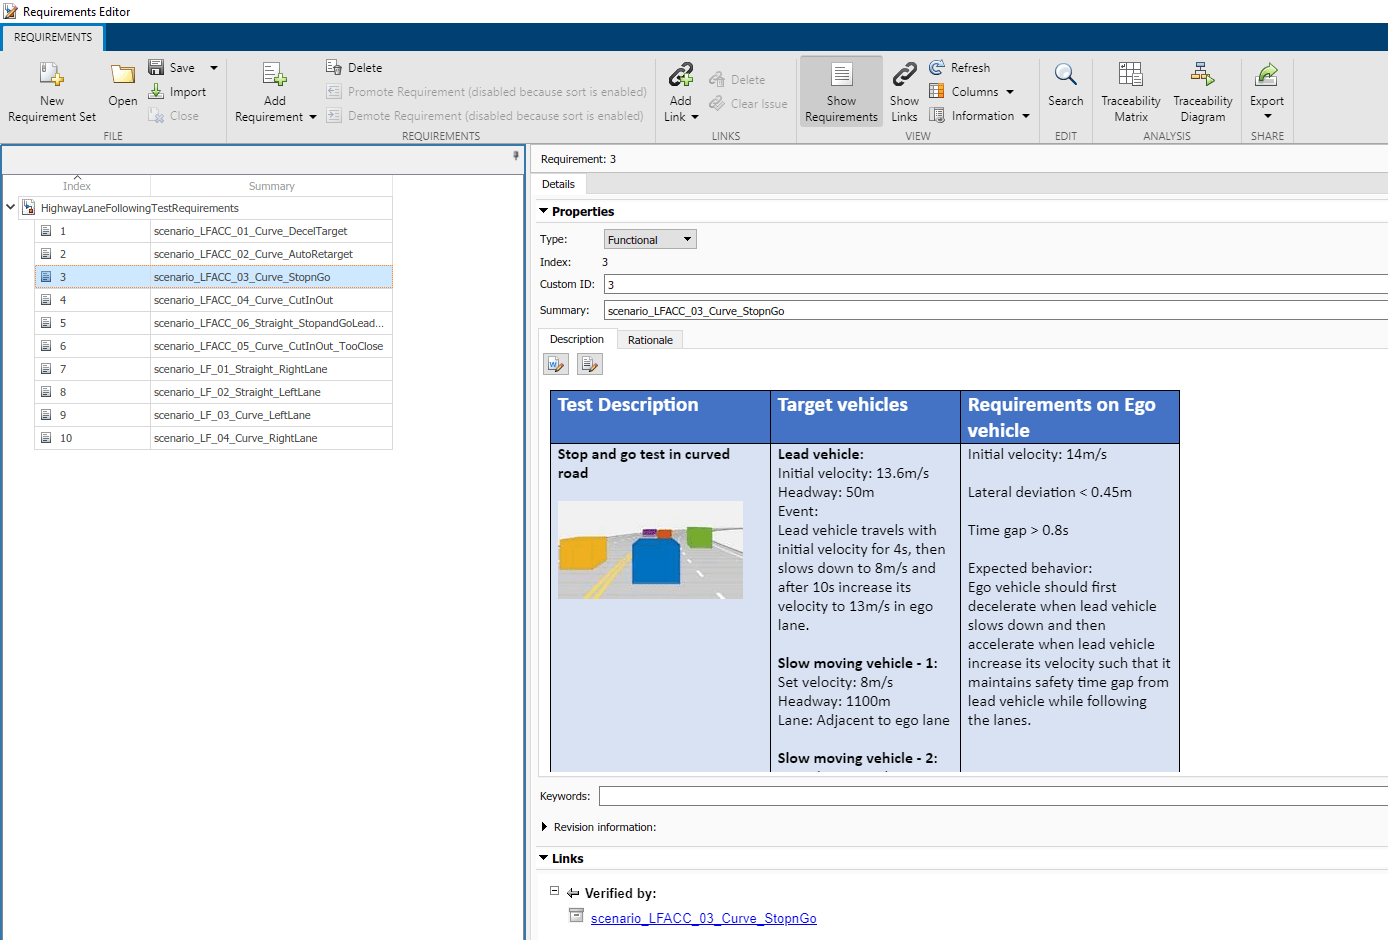 Requirements Editor
REQUIREMENTS
New
Requirement Set
Open
Save
Import
Close
FILE
Add
Requirement
Delete
Promote Requirement (disabled because sort is enabled)
Demote Requirement (disabled because sort is enabled)
REQUIREMENTS
Add
Link
Delete
Clear Issue
LINKS
Show
Requirements
Show
Links
Refresh
Columns
Information
VIEW
Search
EDIT
Traceability
Matrix
Traceability
Diagram
ANALYSIS
Export
SHARE
Index Summary
HighwayLaneFollowingTestRequirements
1 scenario_LFACC_01_Curve_DecelTarget
2 scenario_LFACC_02_Curve_AutoRetarget
3 scenario_LFACC_03_Curve_StopnGo
4 scenario_LFACC_04_Curve_CutInOut
5 scenario_LFACC_06_Straight_StopandGoLead...
6 scenario_LFACC_05_Curve_CutInOut_TooClose
7 scenario_LF_01_Straight_RightLane
8 scenario_LF_02_Straight_LeftLane
9 scenario_LF_03_Curve_LeftLane
10 scenario_LF_04_Curve_RightLane
Requirement: 3
Details
Properties
Type: Functional
Index: 3
Custom ID: 3
Summary: scenario_LFACC_03_Curve_StopnGo
Description Rationale
Test Description
Stop and go test in curved
road
Target vehicles
Lead vehicle:
Initial velocity: 13.6m/s
Headway: 50m
Event:
Lead vehicle travels with
initial velocity for 4s, then
slows down to 8m/s and
after 10s increase its
velocity to 13m/s in ego
lane.
Slow moving vehicle - 1:
Set velocity: 8m/s
Headway: 1100m
Lane: Adjacent to ego lane
Slow moving vehicle - 2:
Requirements on Ego
vehicle
Initial velocity: 14m/s
Lateral deviation < 0.45m
Time gap > 0.8s
Expected behavior:
Ego vehicle should first
decelerate when lead vehicle
slows down and then
accelerate when lead vehicle
increase its velocity such that it
maintains safety time gap from
lead vehicle while following
the lanes.
Keywords:
Revision information:
Links
Verified by:
scenario_LFACC_03_Curve_StopnGo